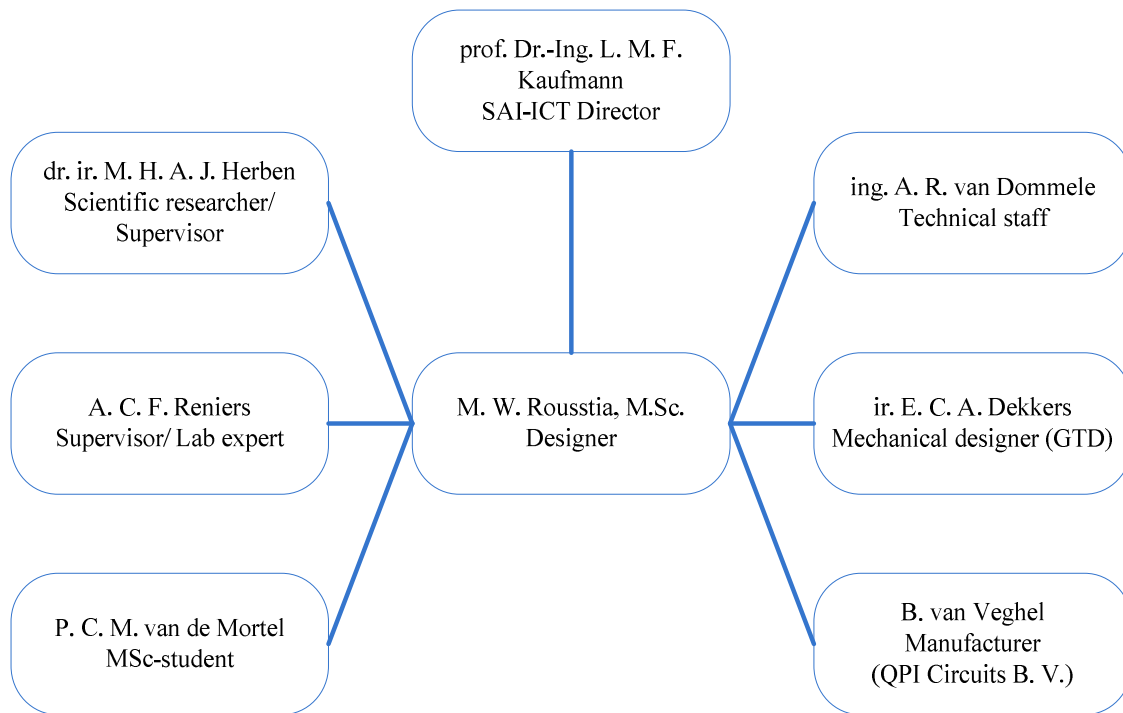 prof. Dr.-Ing. L. M. F.
Kaufmann
SAI-ICT Director
dr. ir. M. H. A. J. Herben
Scientific researcher/
Supervisor
ing. A. R. van Dommele
Technical staff
A. C. F. Reniers
Supervisor/ Lab expert
M. W. Rousstia, M.Sc.
Designer
ir. E. C. A. Dekkers
Mechanical designer (GTD)
P. C. M. van de Mortel
MSc-student
B. van Veghel
Manufacturer
(QPI Circuits B. V.)